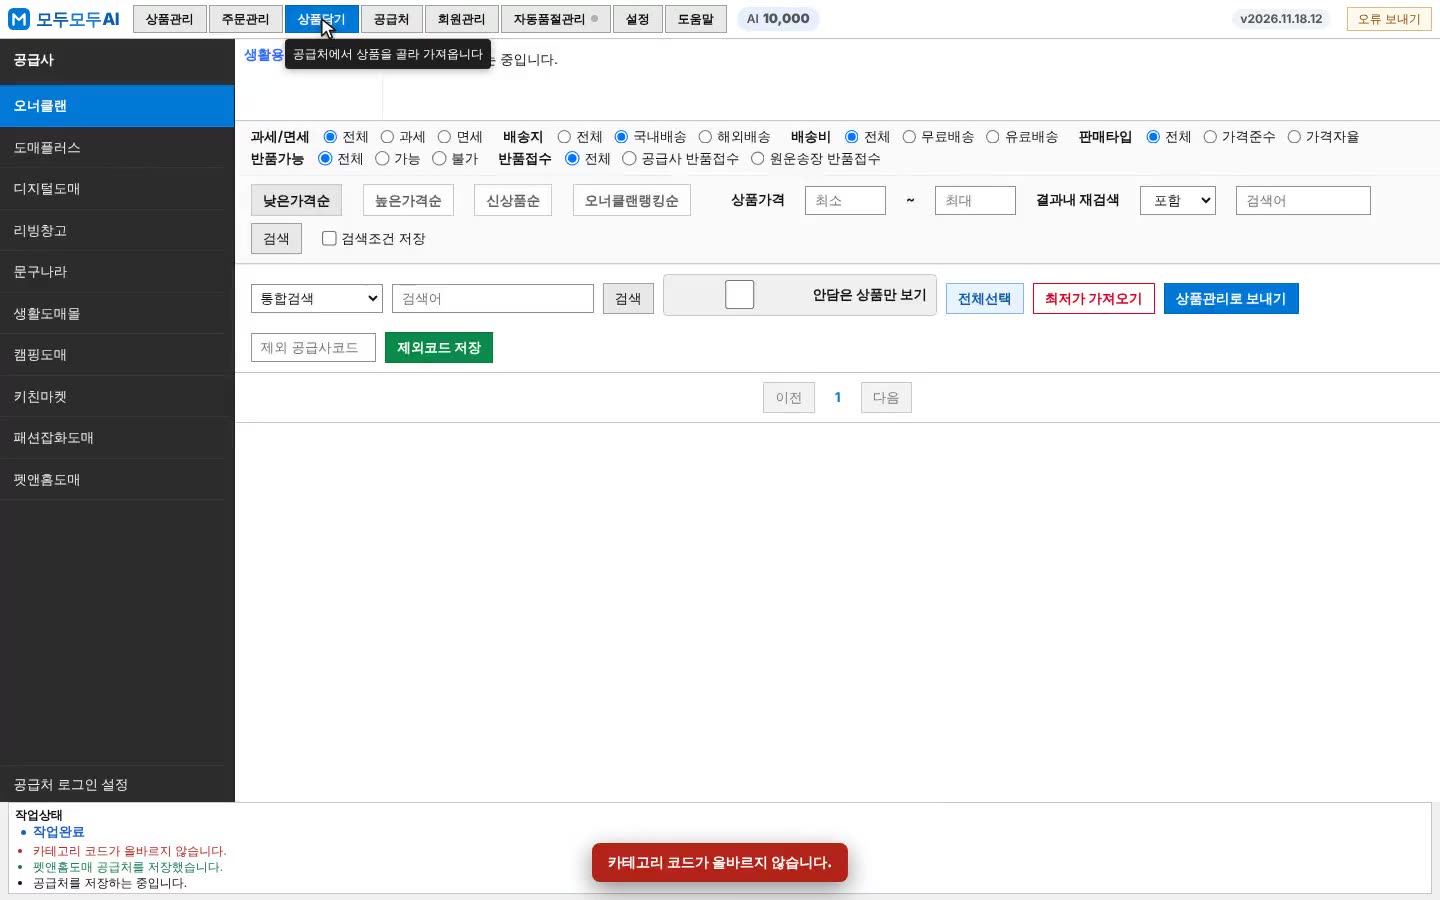 모두모두AI 상품관리 주문관리 상품담기 공급처 회원관리 자동품절관리 설정 도움말 AI 10,000 v2026.11.18.12 오류 보내기
공급처에서 상품을 골라 가져옵니다
공급사
생활용
중입니다.
오너클랜
도매플러스
디지털도매
리빙창고
문구나라
생활도매몰
캠핑도매
키친마켓
패션잡화도매
펫앤홈도매
공급처 로그인 설정
과세/면세 전체 과세 면세 배송지 전체 국내배송 해외배송 배송비 전체 무료배송 유료배송 판매타입 전체 가격준수 가격자율
반품가능 전체 가능 불가 반품접수 전체 공급사 반품접수 원운송장 반품접수
낮은가격순 높은가격순 신상품순 오너클랜랭킹순 상품가격 최소 ~ 최대 결과내 재검색 포함 검색어
검색 검색조건 저장
통합검색 검색어 검색 안담은 상품만 보기 전체선택 최저가 가져오기 상품관리로 보내기
제외 공급사코드 제외코드 저장
이전 1 다음
작업상태
작업완료
카테고리 코드가 올바르지 않습니다.
펫앤홈도매 공급처를 저장했습니다.
공급처를 저장하는 중입니다.
카테고리 코드가 올바르지 않습니다.